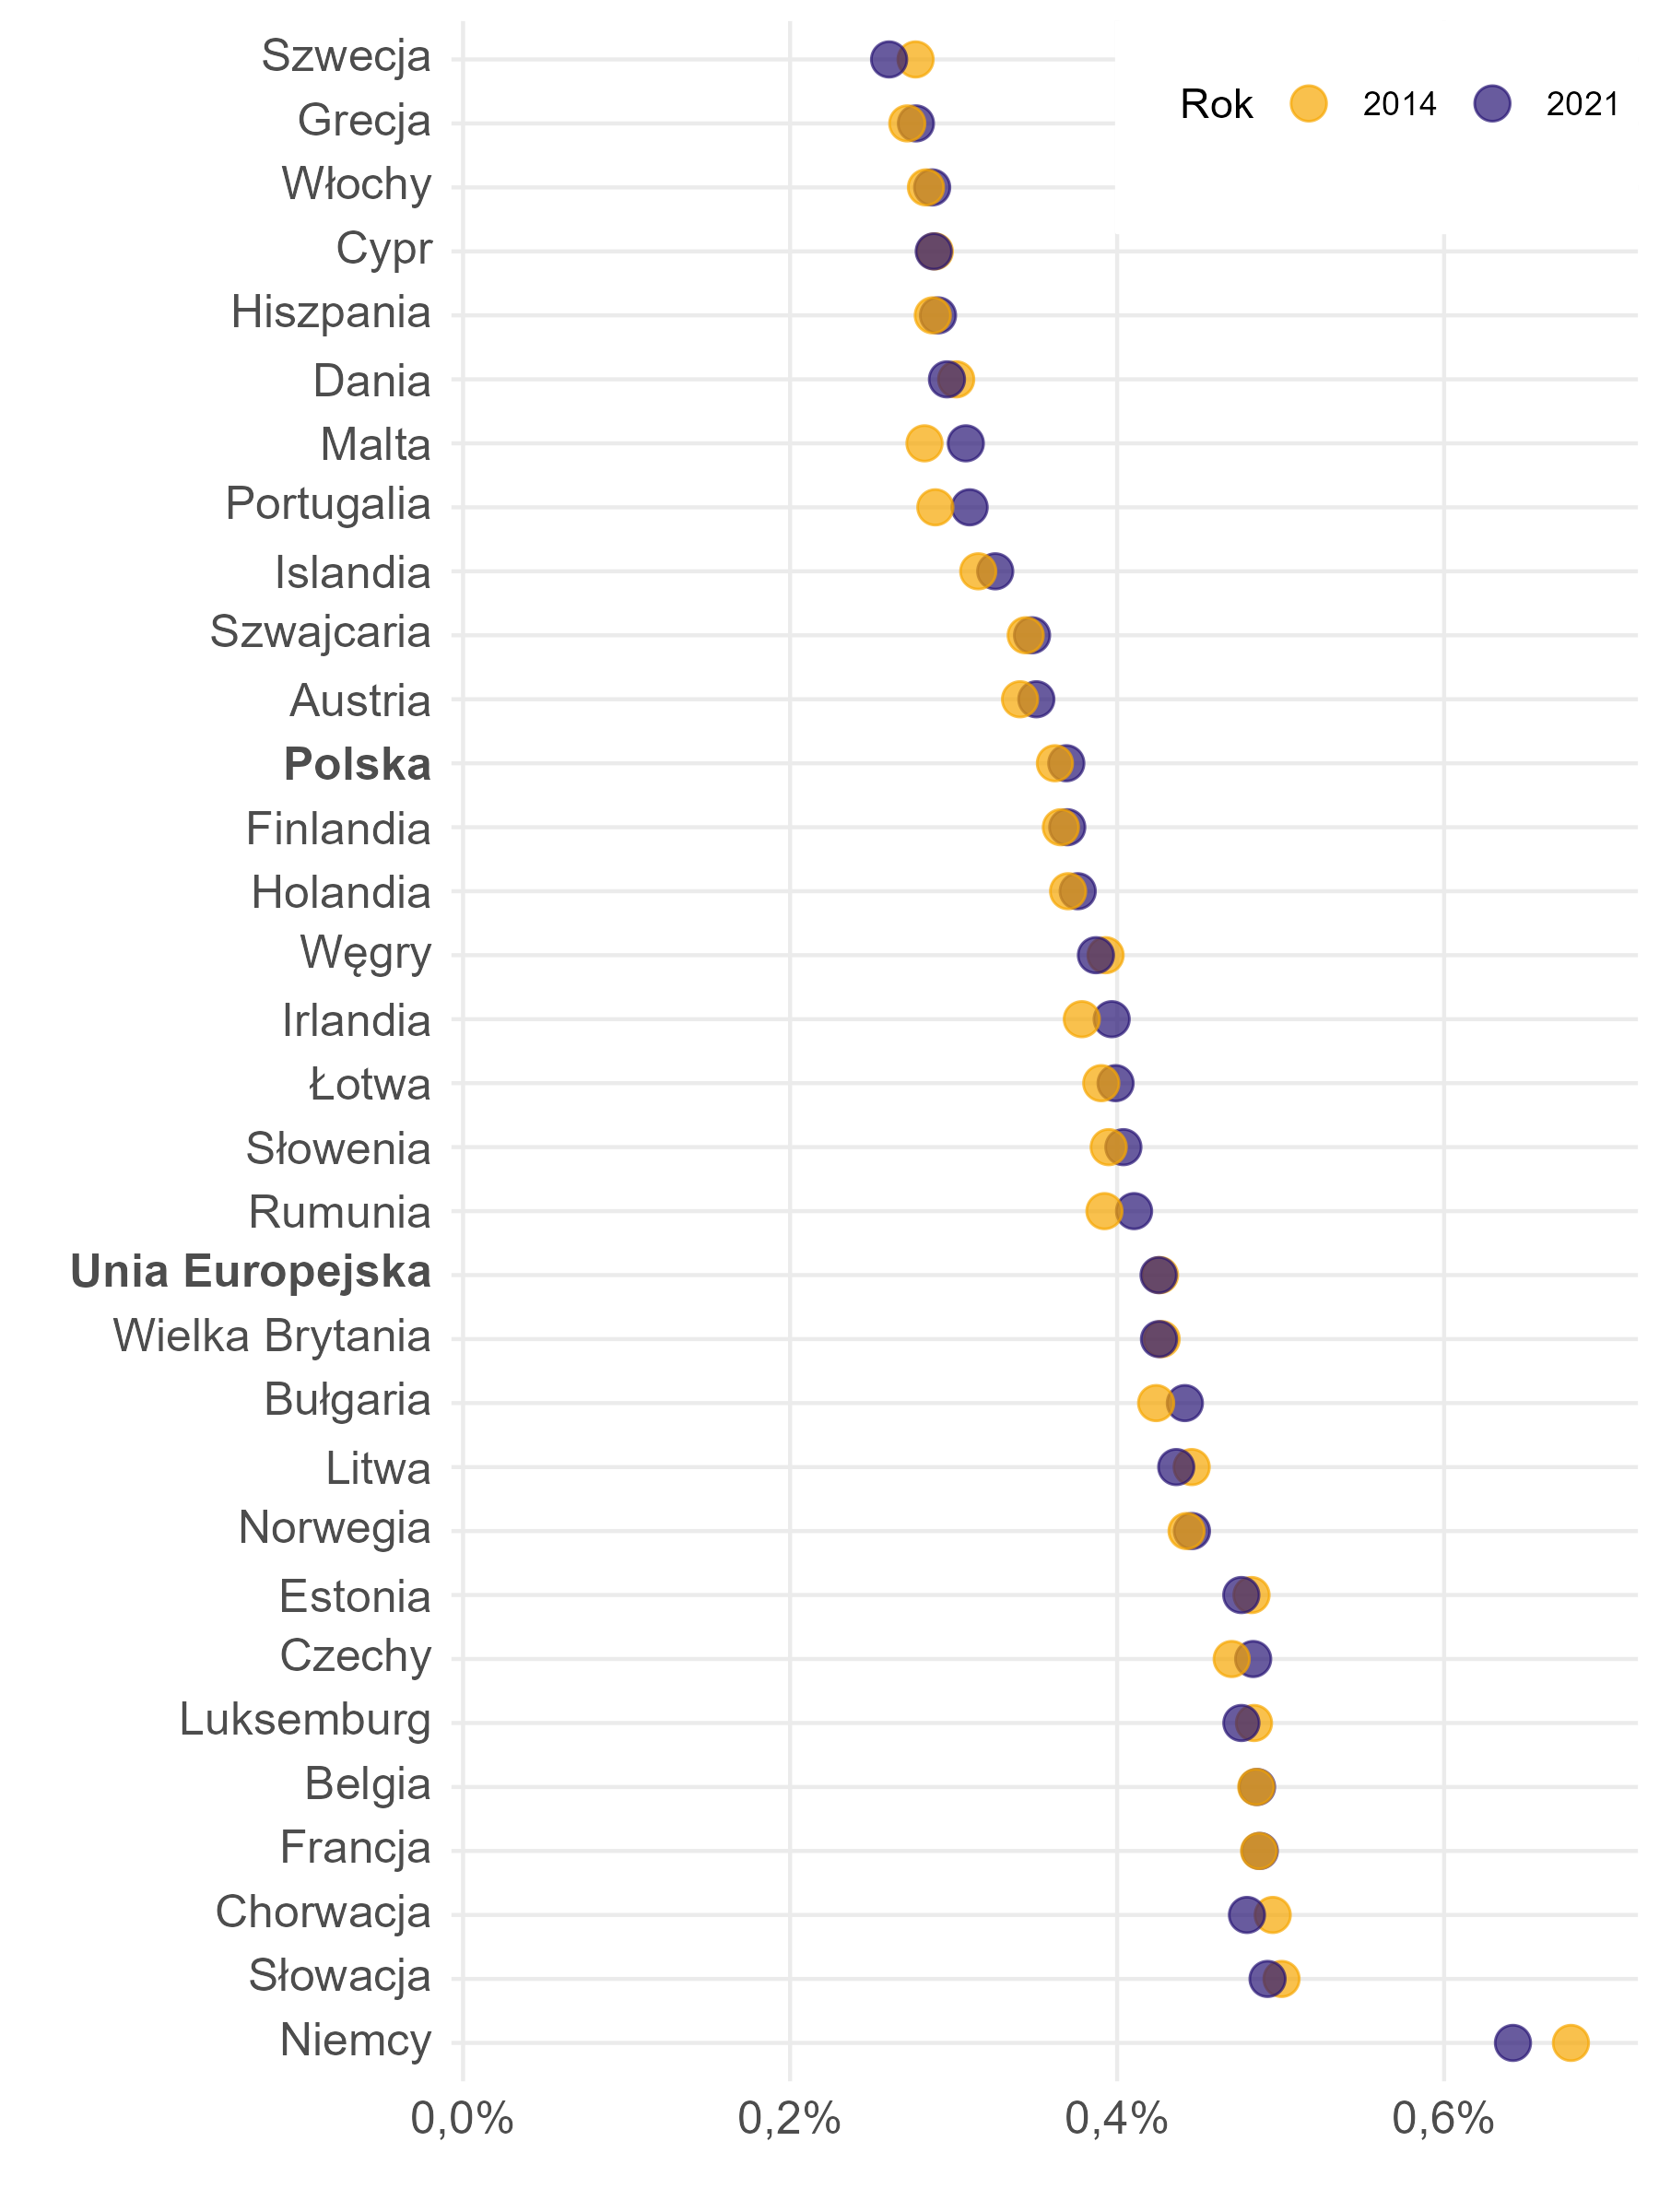 Szwecja
Rok 2014 2021
Grecja
Włochy
Cypr
Hiszpania
Dania
Malta
Portugalia
Islandia
Szwajcaria
Austria
Polska
Finlandia
Holandia
Węgry
Irlandia
Łotwa
Słowenia
Rumunia
Unia Europejska
Wielka Brytania
Bułgaria
Litwa
Norwegia
Estonia
Czechy
Luksemburg
Belgia
Francja
Chorwacja
Słowacja
Niemcy
0,0% 0,2% 0,4% 0,6%